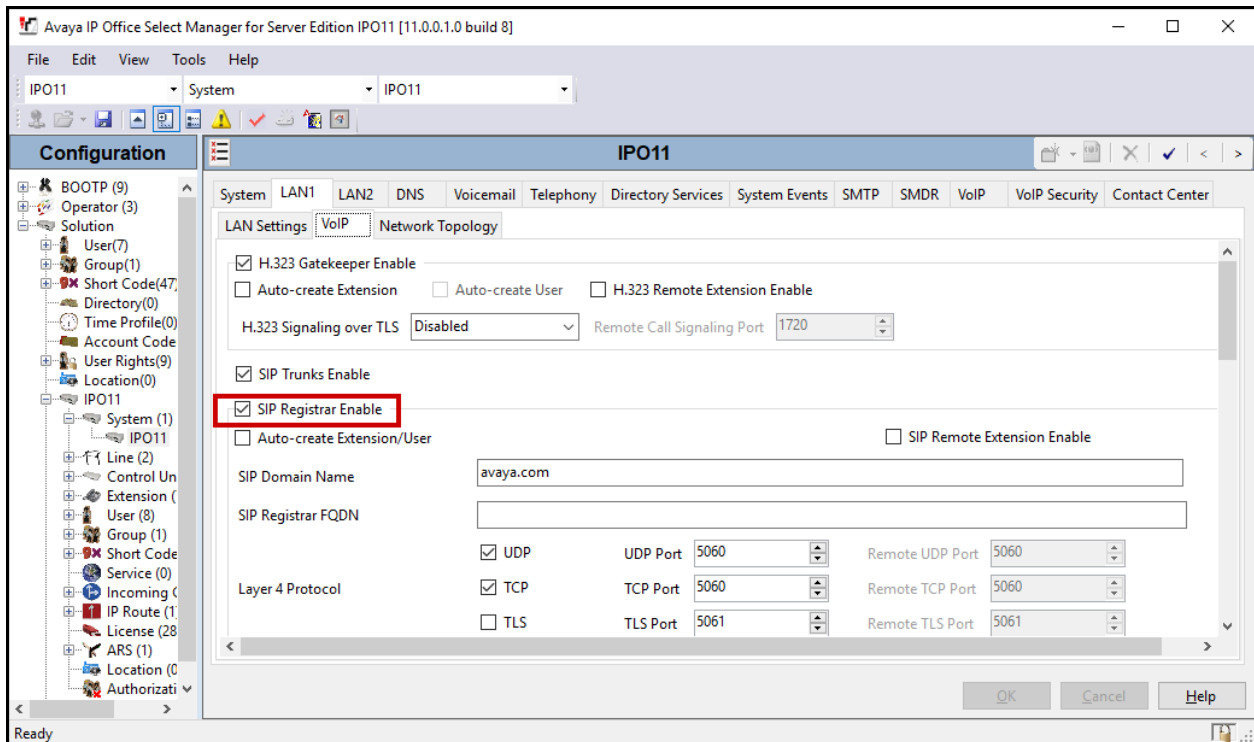 Avaya IP Office Select Manager for Server Edition IPO11 [11.0.0.1.0 build 8]
File Edit View Tools Help
IPO11 System IPO11
Configuration
IPO11
BOOTP (9)
Operator (3)
Solution
User(7)
Group(1)
Short Code(47)
Directory(0)
Time Profile(0)
Account Code
User Rights(9)
Location(0)
IPO11
System (1)
IPO11
Line (2)
Control Un
Extension (
User (8)
Group (1)
Short Code
Service (0)
Incoming C
IP Route (1)
License (28
ARS (1)
Location (0
Authorizati
System LAN1 LAN2 DNS Voicemail Telephony Directory Services System Events SMTP SMDR VoIP VoIP Security Contact Center
LAN Settings VoIP Network Topology
H.323 Gatekeeper Enable
Auto-create Extension Auto-create User H.323 Remote Extension Enable
H.323 Signaling over TLS Disabled Remote Call Signaling Port 1720
SIP Trunks Enable
SIP Registrar Enable
Auto-create Extension/User SIP Remote Extension Enable
SIP Domain Name avaya.com
SIP Registrar FQDN
UDP UDP Port 5060 Remote UDP Port 5060
Layer 4 Protocol TCP TCP Port 5060 Remote TCP Port 5060
TLS TLS Port 5061 Remote TLS Port 5061
OK Cancel Help
Ready